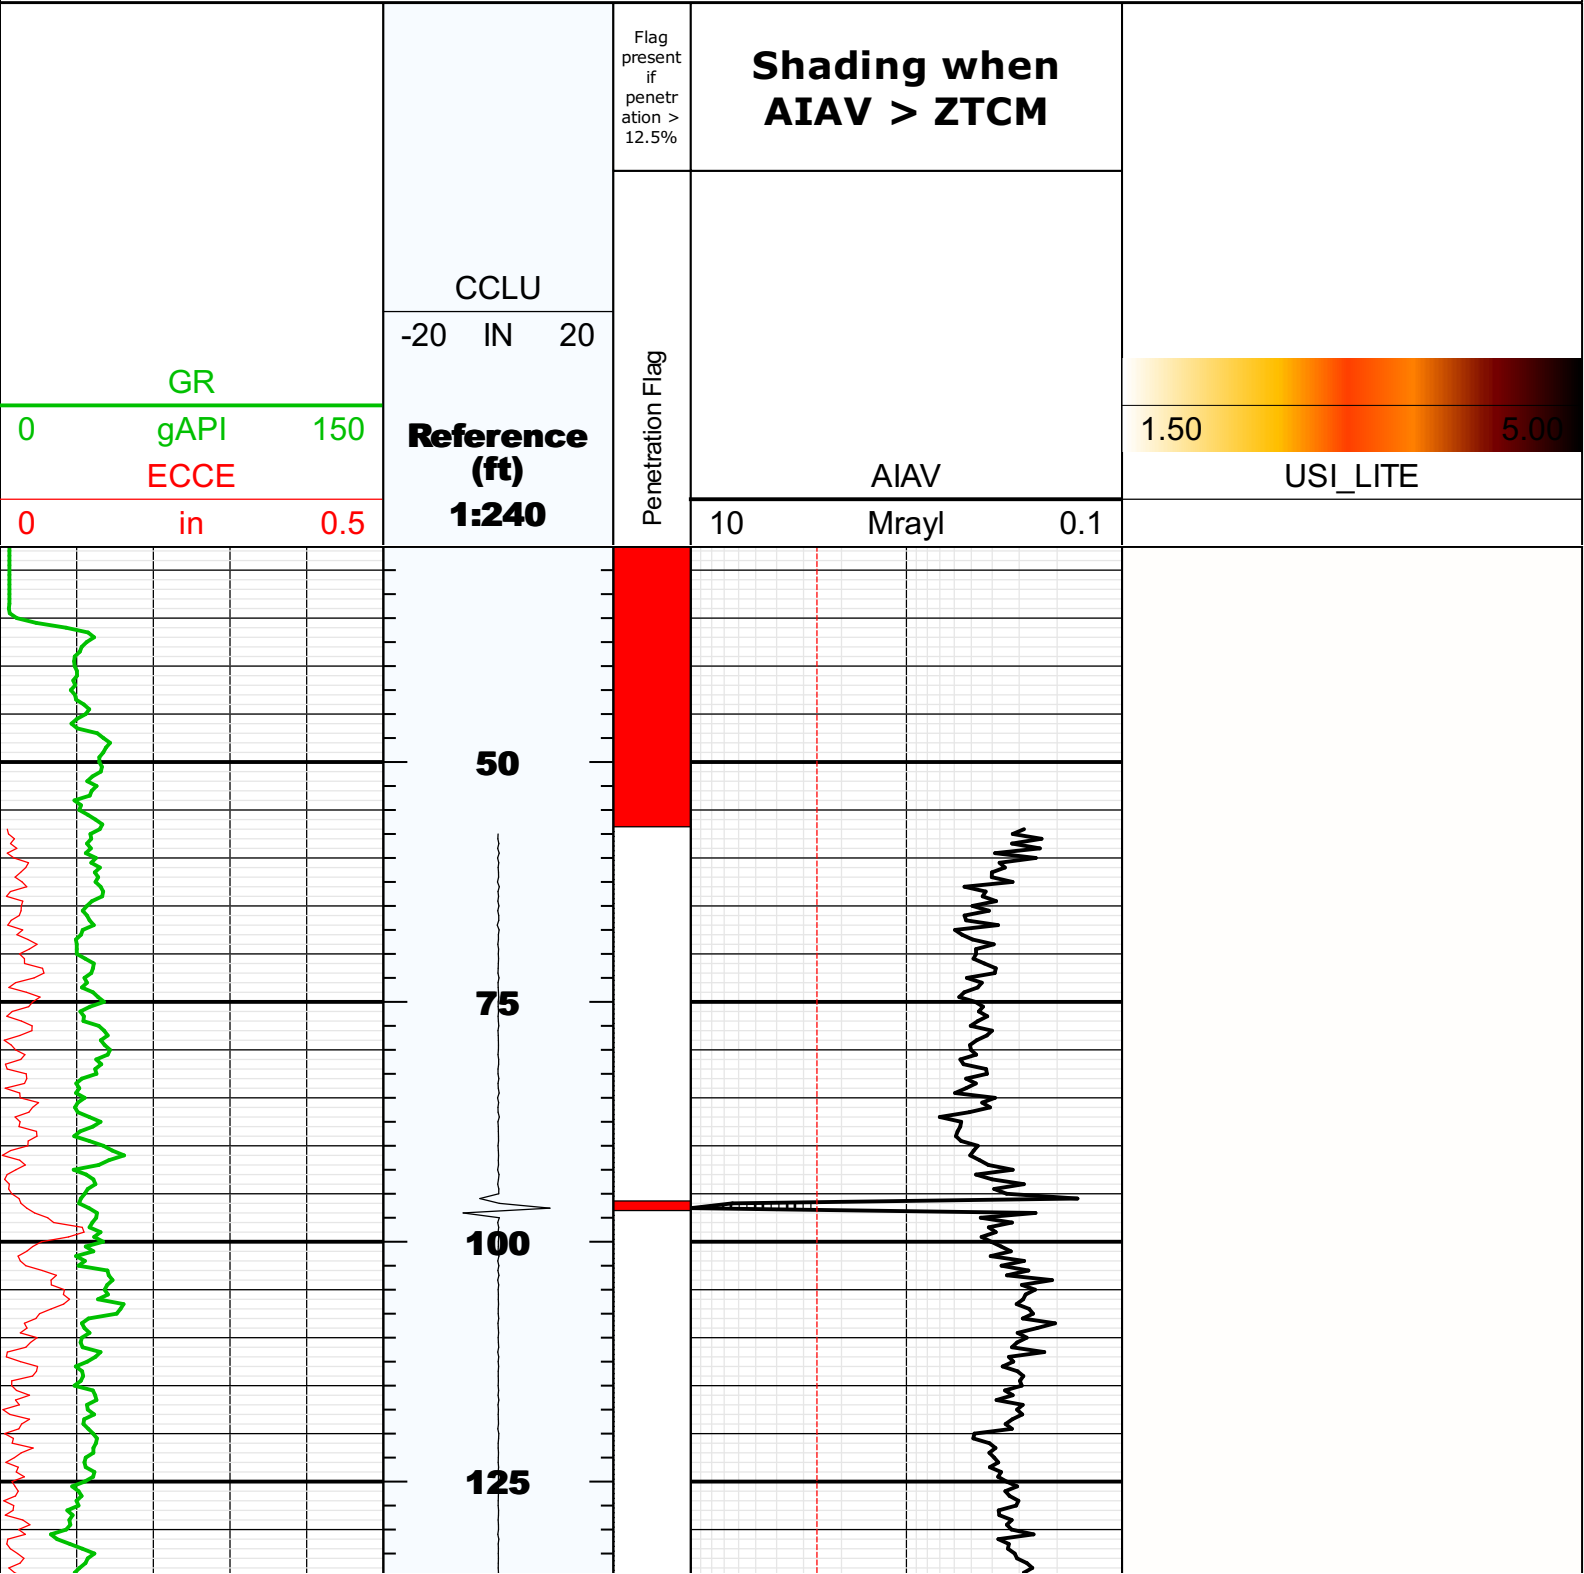 Flag
present
if
penetr
ation >
12.5%
Shading when
AIAV > ZTCM
CCLU
-20 IN 20
GR
0 gAPI 150
ECCE
0 in 0.5
Reference
(ft)
1:240
Penetration Flag
AIAV
10 Mrayl 0.1
1.50 5.00
USI_LITE
50
75
100
125